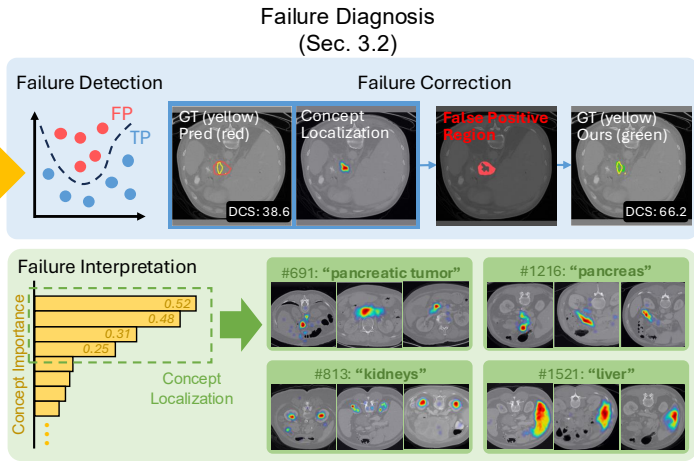 Failure Diagnosis
(Sec. 3.2)
Failure Detection
Failure Correction
FP
TP
GT (yellow)
Pred (red)
DCS: 38.6
Concept
Localization
False Positive
Region
GT (yellow)
Ours (green)
DCS: 66.2
Failure Interpretation
Concept Importance
0.52
0.48
0.31
0.25
Concept
Localization
#691: “pancreatic tumor”
#1216: “pancreas”
#813: “kidneys”
#1521: “liver”